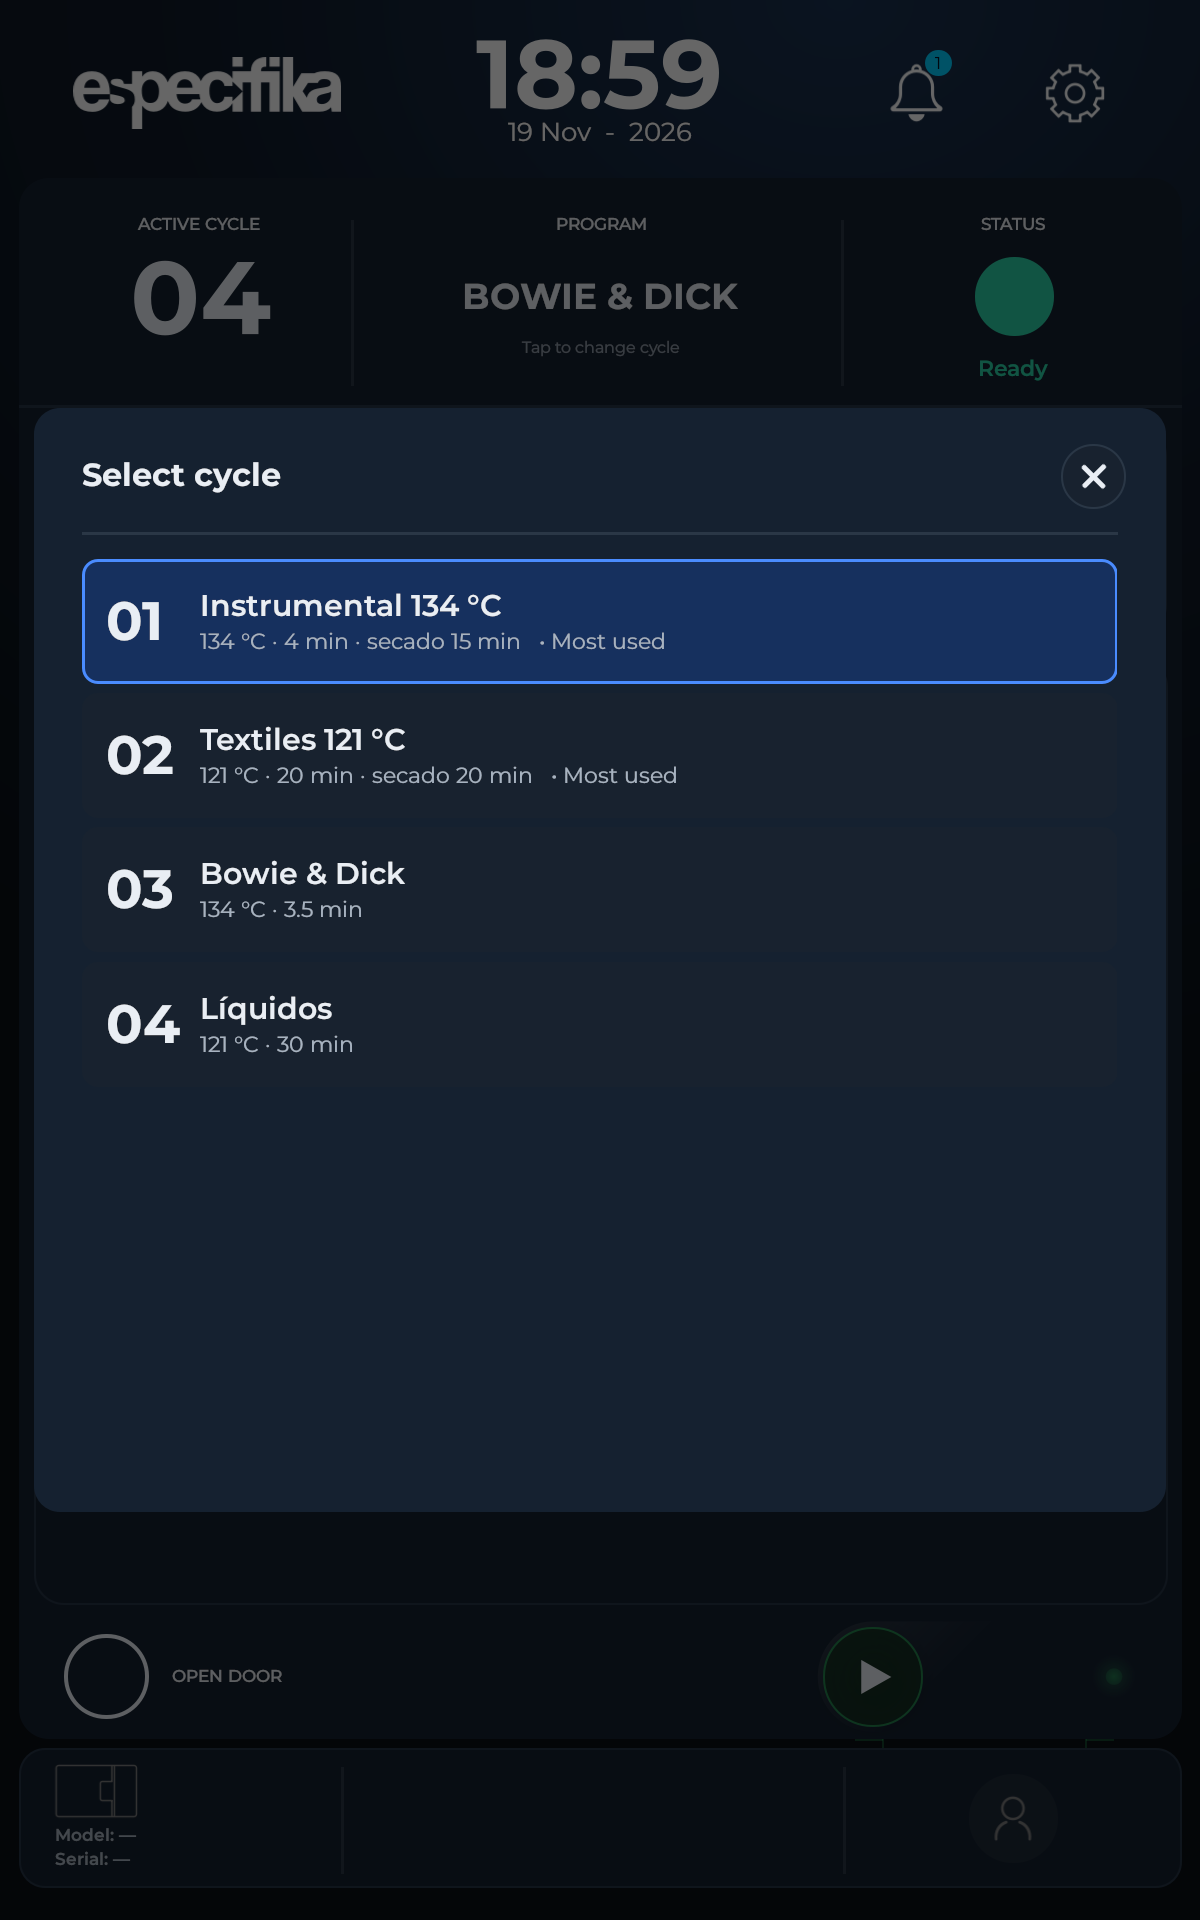 especifika
18:59
1
19 Nov - 2026
ACTIVE CYCLE
04
PROGRAM
BOWIE & DICK
Tap to change cycle
STATUS
Ready
Select cycle
01
Instrumental 134 °C
134 °C · 4 min · secado 15 min • Most used
02
Textiles 121 °C
121 °C · 20 min · secado 20 min • Most used
03
Bowie & Dick
134 °C · 3.5 min
04
Líquidos
121 °C · 30 min
OPEN DOOR
Model: —
Serial: —